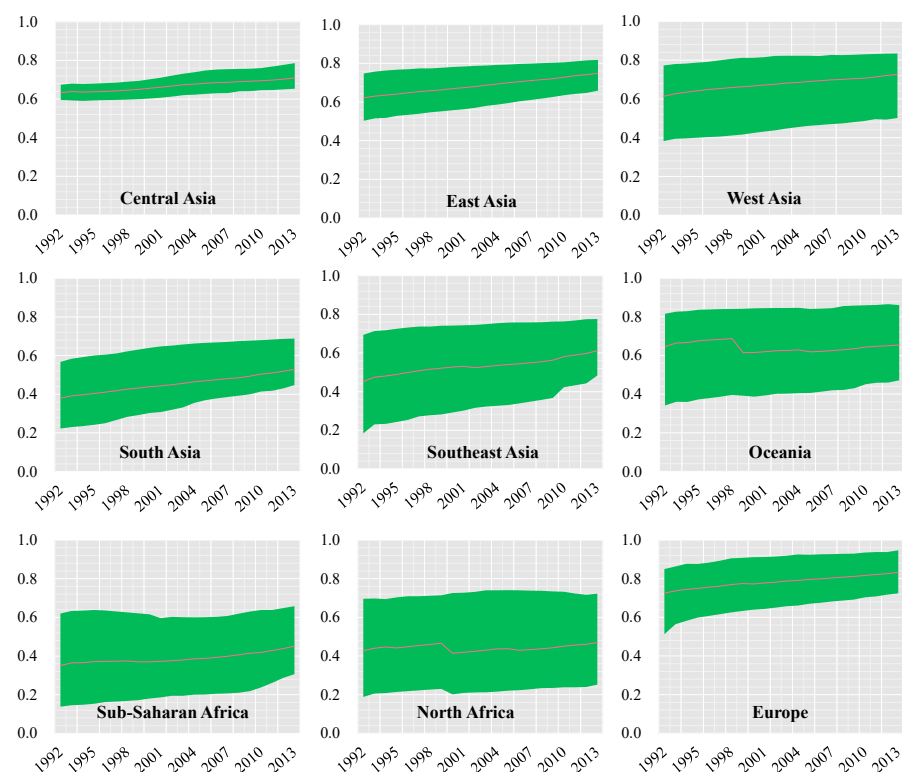 1.0 0.8 0.6 0.4 0.2 0.0
Central Asia
1992 1995 1998 2001 2004 2007 2010 2013
1.0 0.8 0.6 0.4 0.2 0.0
East Asia
1992 1995 1998 2001 2004 2007 2010 2013
1.0 0.8 0.6 0.4 0.2 0.0
West Asia
1992 1995 1998 2001 2004 2007 2010 2013
1.0 0.8 0.6 0.4 0.2 0.0
South Asia
1992 1995 1998 2001 2004 2007 2010 2013
1.0 0.8 0.6 0.4 0.2 0.0
Southeast Asia
1992 1995 1998 2001 2004 2007 2010 2013
1.0 0.8 0.6 0.4 0.2 0.0
Oceania
1992 1995 1998 2001 2004 2007 2010 2013
1.0 0.8 0.6 0.4 0.2 0.0
Sub-Saharan Africa
1992 1995 1998 2001 2004 2007 2010 2013
1.0 0.8 0.6 0.4 0.2 0.0
North Africa
1992 1995 1998 2001 2004 2007 2010 2013
1.0 0.8 0.6 0.4 0.2 0.0
Europe
1992 1995 1998 2001 2004 2007 2010 2013